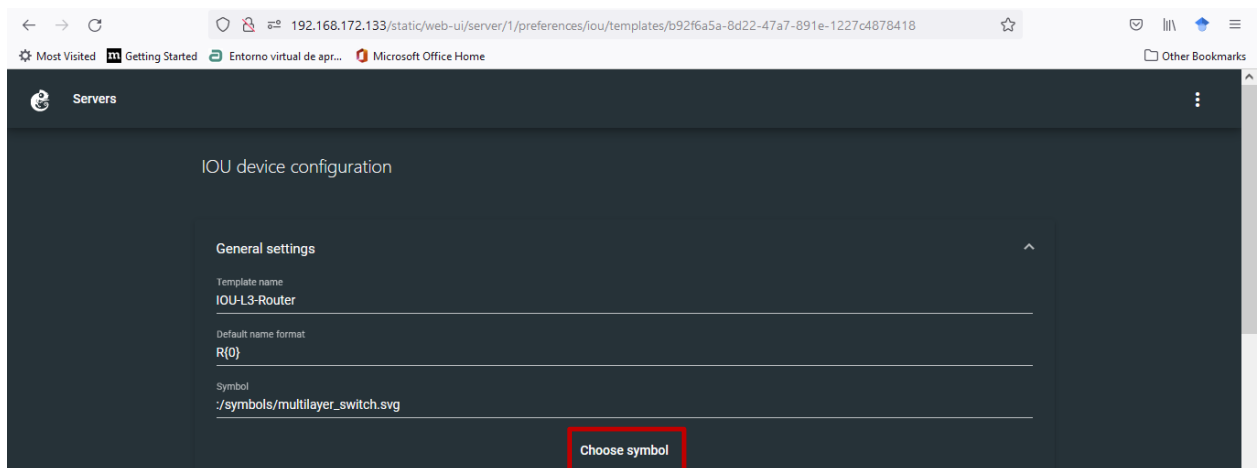 192.168.172.133/static/web-ui/server/1/preferences/iou/templates/b92f6a5a-8d22-47a7-891e-1227c4878418
Most Visited Getting Started Entorno virtual de apr... Microsoft Office Home Other Bookmarks
Servers
IOU device configuration
General settings
Template name
IOU-L3-Router
Default name format
R{0}
Symbol
:/symbols/multilayer_switch.svg
Choose symbol